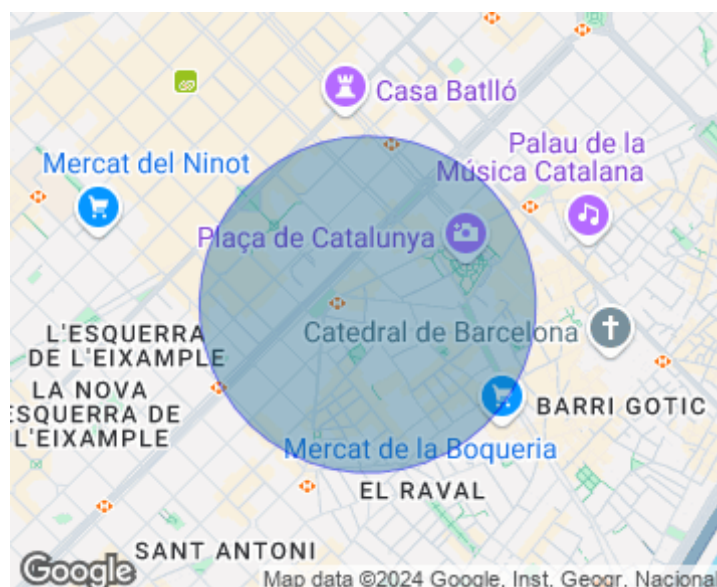 Casa Batlló
Palau de la
Música Catalana
Mercat del Ninot
Plaça de Catalunya
L'ESQUERRA
DE L'EIXAMPLE
Catedral de Barcelona
LA NOVA
ESQUERRA DE
L'EIXAMPLE
BARRI GOTIC
Mercat de la Boqueria
EL RAVAL
SANT ANTONI
Google
Map data ©2024 Google, Inst. Geogr. Nacional